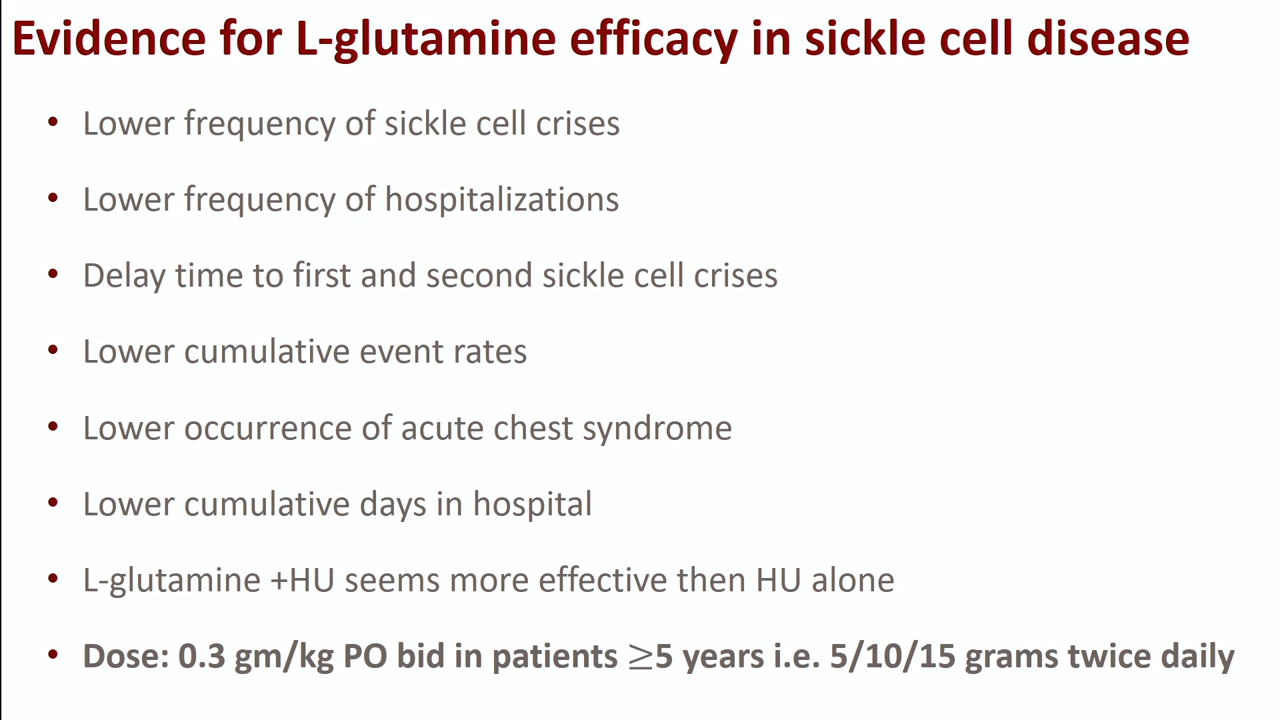 Evidence for L-glutamine efficacy in sickle cell disease
• Lower frequency of sickle cell crises
• Lower frequency of hospitalizations
• Delay time to first and second sickle cell crises
• Lower cumulative event rates
• Lower occurrence of acute chest syndrome
• Lower cumulative days in hospital
• L-glutamine +HU seems more effective then HU alone
• Dose: 0.3 gm/kg PO bid in patients ≥5 years i.e. 5/10/15 grams twice daily